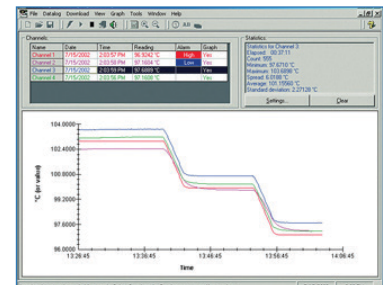 File Datalog Download View Graph Tools Window Help
Channels
Name Date Time Reading Alarm Graph
Channel 1 7/15/2002 2:03:57 PM 96.9242 °C High Yes
Channel 2 7/15/2002 2:03:58 PM 97.1604 °C Low Yes
Channel 3 7/15/2002 2:03:59 PM 97.6889 °C Yes
Channel 4 7/15/2002 2:03:56 PM 97.1608 °C Yes
Statistics
Statistics for Channel 3
Elapsed: 00:37:11
Count: 555
Minimum: 97.6710 °C
Maximum: 103.6898 °C
Spread: 6.0188 °C
Average: 101.19560 °C
Standard deviation: 2.27128 °C
Settings...
Clear
104.0000
102.4000
100.8000
99.2000
97.6000
96.0000
°C (or value)
13:26:45 13:36:45 13:46:45 13:56:45 14:06:45
Time